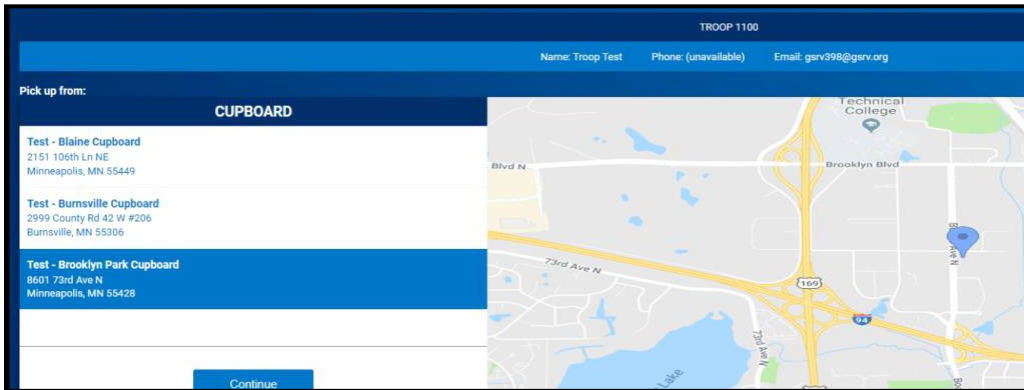 TROOP 1100
Name: Troop Test Phone: (unavailable) Email: gsrv398@gsrv.org
Pick up from:
CUPBOARD
Test - Blaine Cupboard
2151 106th Ln NE
Minneapolis, MN 55449
Test - Burnsville Cupboard
2999 County Rd 42 W #206
Burnsville, MN 55306
Test - Brooklyn Park Cupboard
8601 73rd Ave N
Minneapolis, MN 55428
Continue
Technical
College
Blvd N
Brooklyn Blvd
Ave N
73rd Ave N
169
94
73rd Ave N
Lake